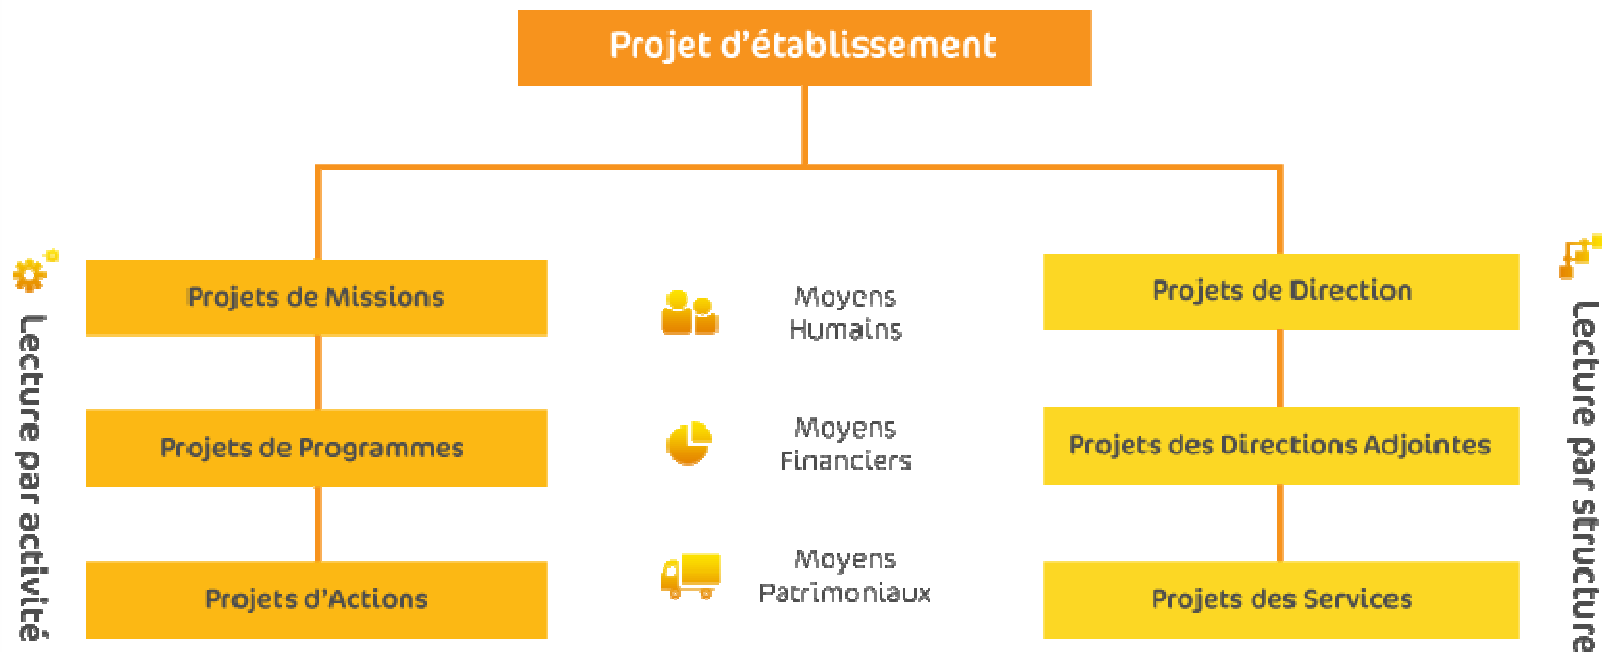 Projet d'établissement
Lecture par activité
Projets de Missions
Projets de Programmes
Projets d'Actions
Moyens
Humains
Moyens
Financiers
Moyens
Patrimoniaux
Projets de Direction
Projets des Directions Adjointes
Projets des Services
Lecture par structure